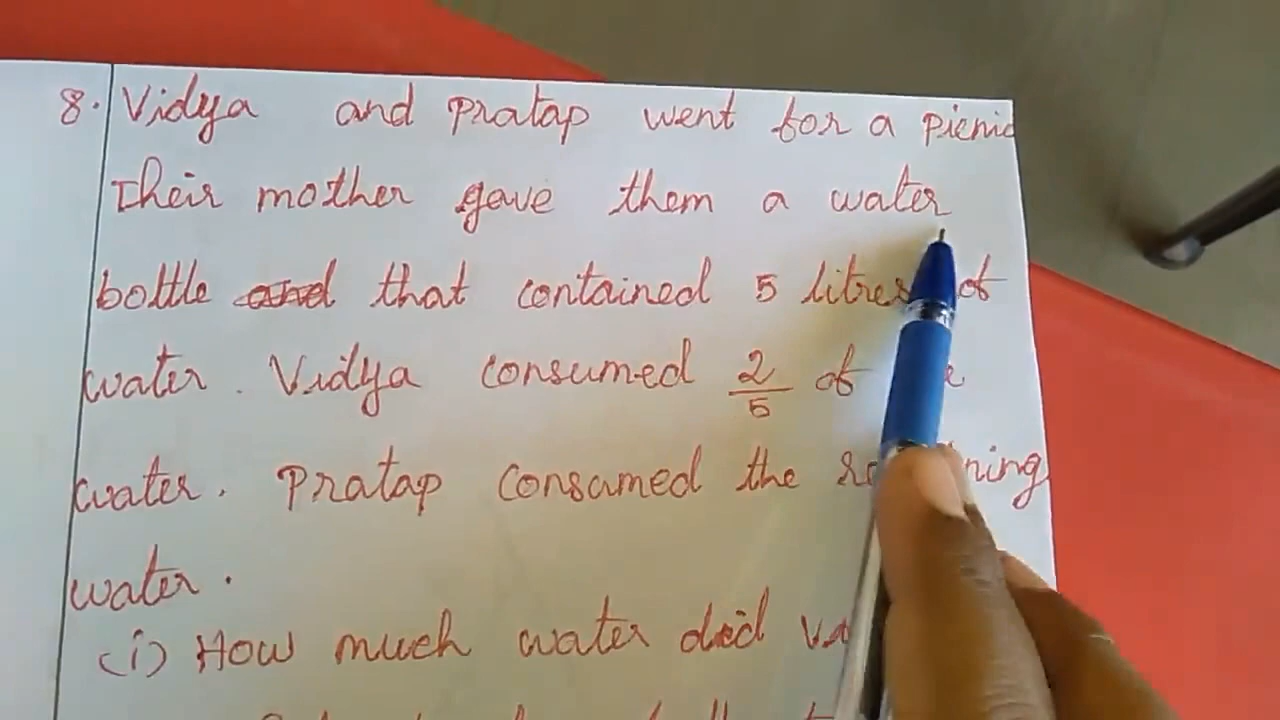 8. Vidya and Pratap went for a Picnic
Their mother gave them a water
bottle that contained 5 litres of
water. Vidya consumed 2/5 of
water. Pratap consumed the
water.
(i) How much water did